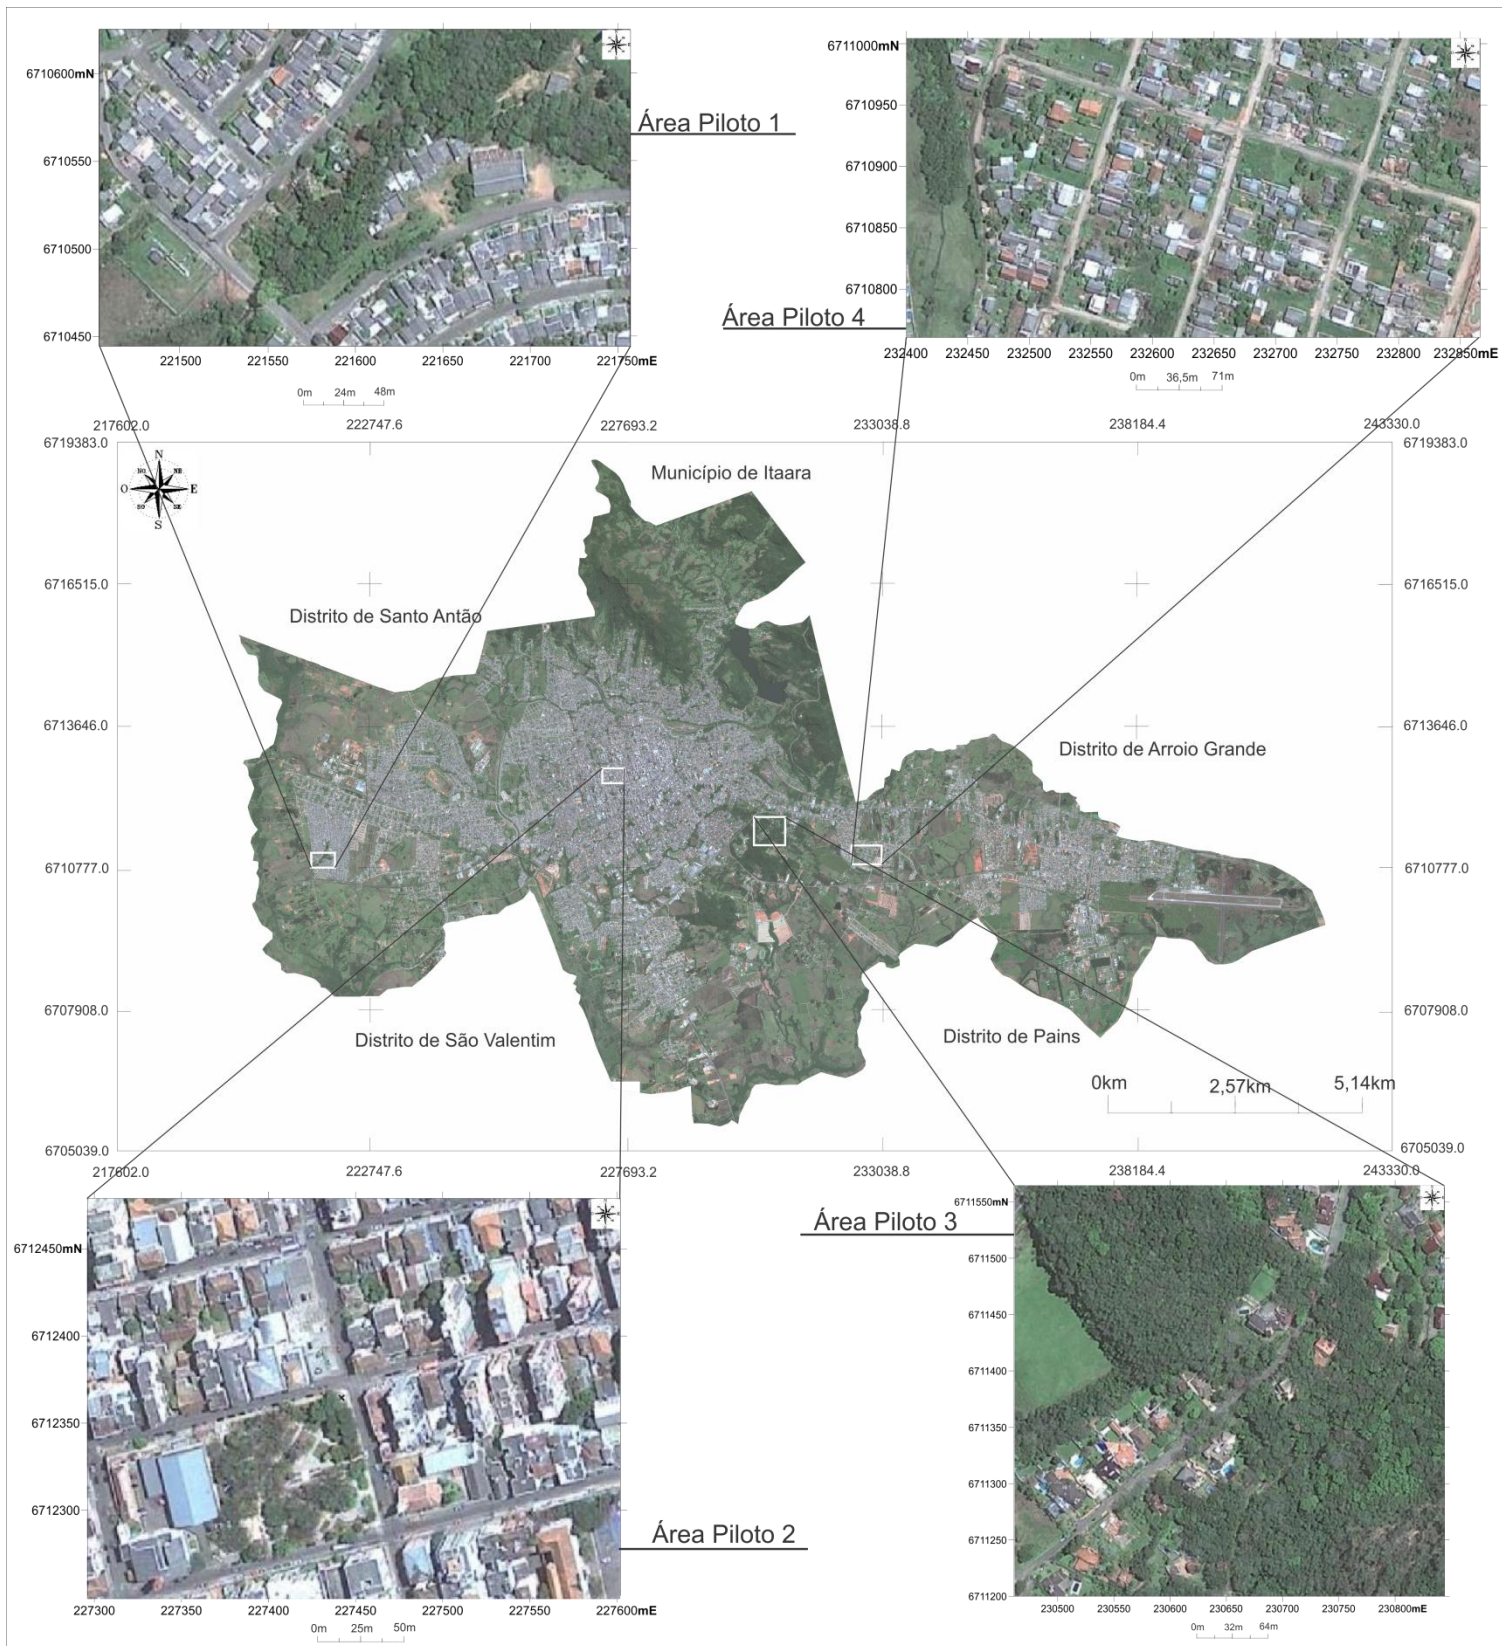 6710600mN
6710550
6710500
6710450
221500 221550 221600 221650 221700 221750mE
0m 24m 48m
Área Piloto 1
6711000mN
6710950
6710900
6710850
6710800
232400 232450 232500 232550 232600 232650 232700 232750 232800 232850mE
0m 36,5m 71m
Área Piloto 4
217602.0 222747.6 227693.2 233038.8 238184.4 243330.0
6719383.0 6719383.0
N
NO NE
O E
SO SE
S
Município de Itaara
6716515.0 6716515.0
Distrito de Santo Antão
6713646.0 6713646.0
Distrito de Arroio Grande
6710777.0 6710777.0
6707908.0 6707908.0
Distrito de São Valentim
Distrito de Pains
0km 2,57km 5,14km
6705039.0 6705039.0
217602.0 222747.6 227693.2 233038.8 238184.4 243330.0
6712450mN
6712400
6712350
6712300
227300 227350 227400 227450 227500 227550 227600mE
0m 25m 50m
Área Piloto 2
Área Piloto 3
6711550mN
6711500
6711450
6711400
6711350
6711300
6711250
6711200
230500 230550 230600 230650 230700 230750 230800mE
0m 32m 64m